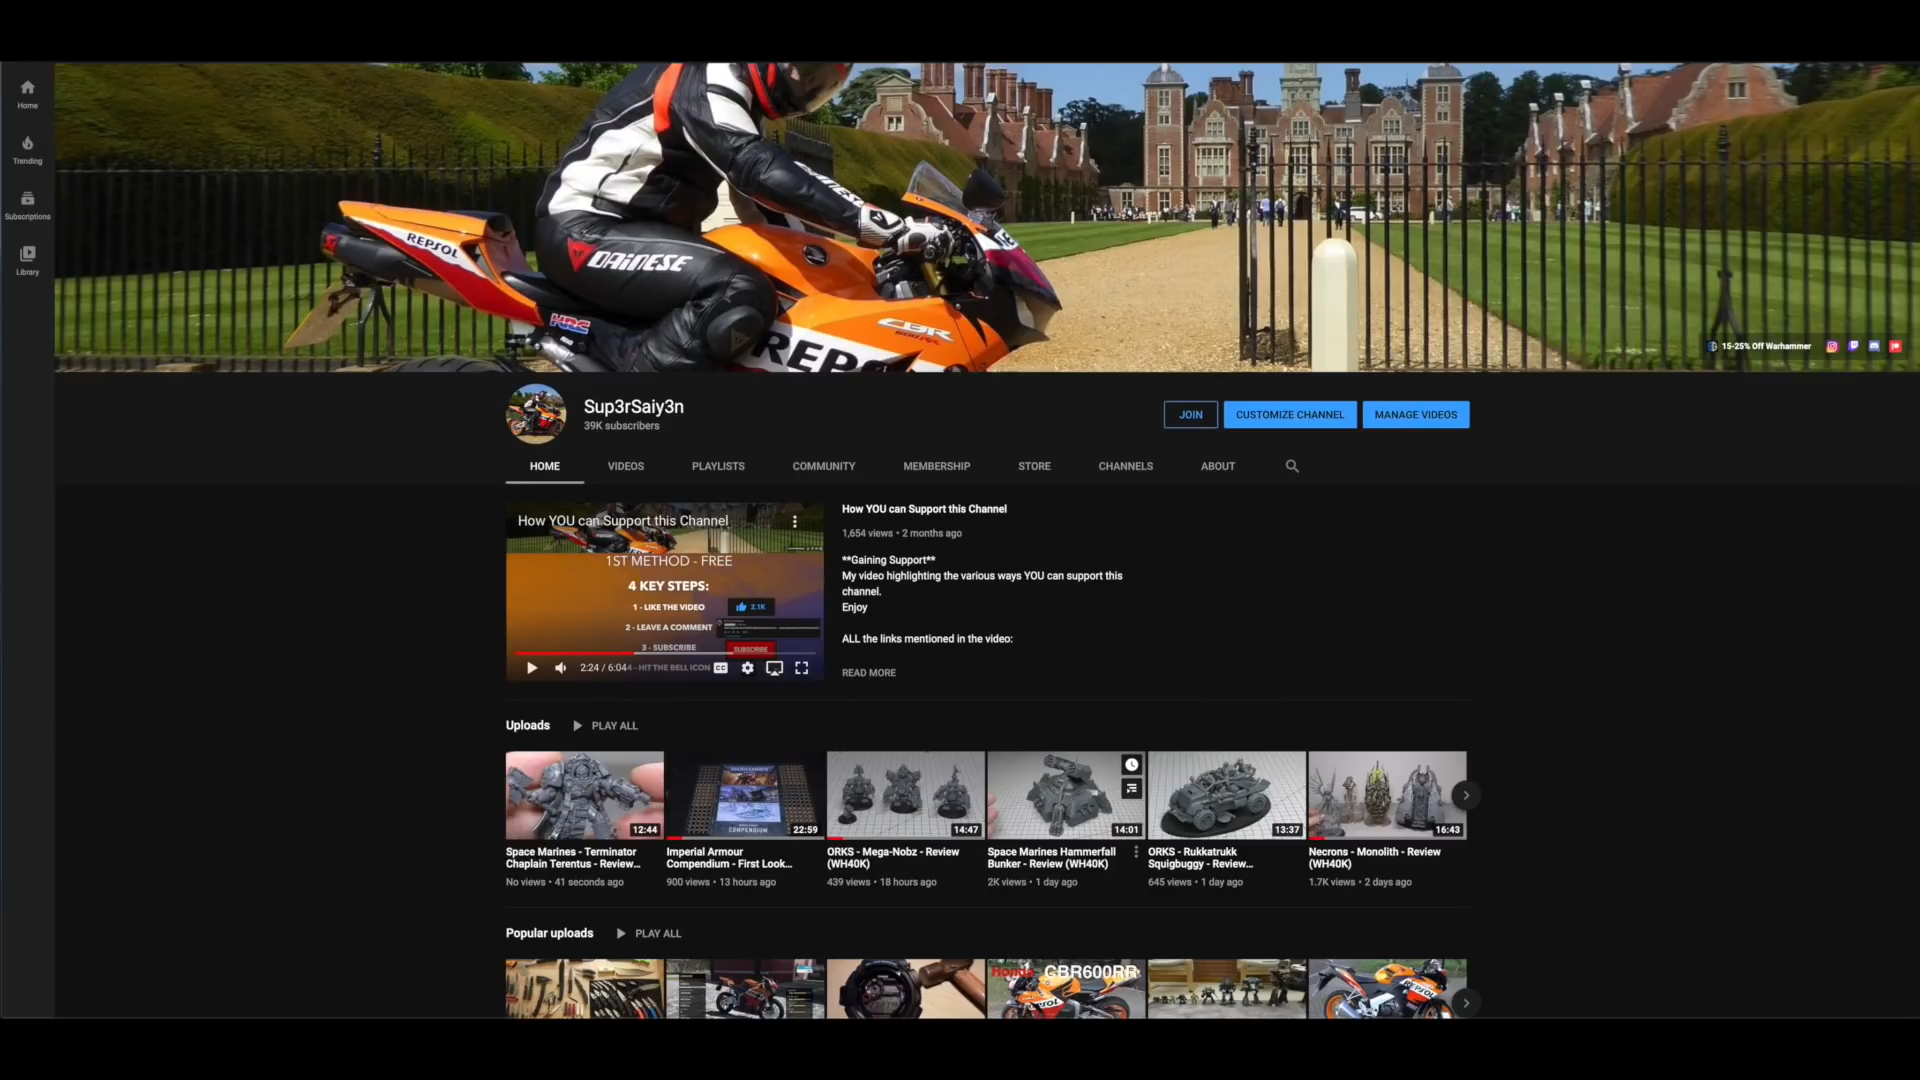 Home
Trending
Subscriptions
Library
REPSOL
DAiNESE
HRC
CBR
REPS
15-25% Off Warhammer
Sup3rSaiy3n
39K subscribers
JOIN
CUSTOMIZE CHANNEL
MANAGE VIDEOS
HOME
VIDEOS
PLAYLISTS
COMMUNITY
MEMBERSHIP
STORE
CHANNELS
ABOUT
How YOU can Support this Channel
1ST METHOD - FREE
4 KEY STEPS:
1 - LIKE THE VIDEO
2.1K
2 - LEAVE A COMMENT
3 - SUBSCRIBE
SUBSCRIBE
4 - HIT THE BELL ICON
2:24 / 6:04
CC
How YOU can Support this Channel
1,654 views • 2 months ago
**Gaining Support**
My video highlighting the various ways YOU can support this
channel.
Enjoy
ALL the links mentioned in the video:
READ MORE
Uploads
PLAY ALL
12:44
Space Marines - Terminator
Chaplain Terentus - Review...
No views • 41 seconds ago
COMPENDIUM
22:59
Imperial Armour
Compendium - First Look...
900 views • 13 hours ago
14:47
ORKS - Mega-Nobz - Review
(WH40K)
439 views • 18 hours ago
14:01
Space Marines Hammerfall
Bunker - Review (WH40K)
2K views • 1 day ago
13:37
ORKS - Rukkatrukk
Squigbuggy - Review...
645 views • 1 day ago
16:43
Necrons - Monolith - Review
(WH40K)
1.7K views • 2 days ago
Popular uploads
PLAY ALL
Honda CBR600RR
REPSOL
REPSOL